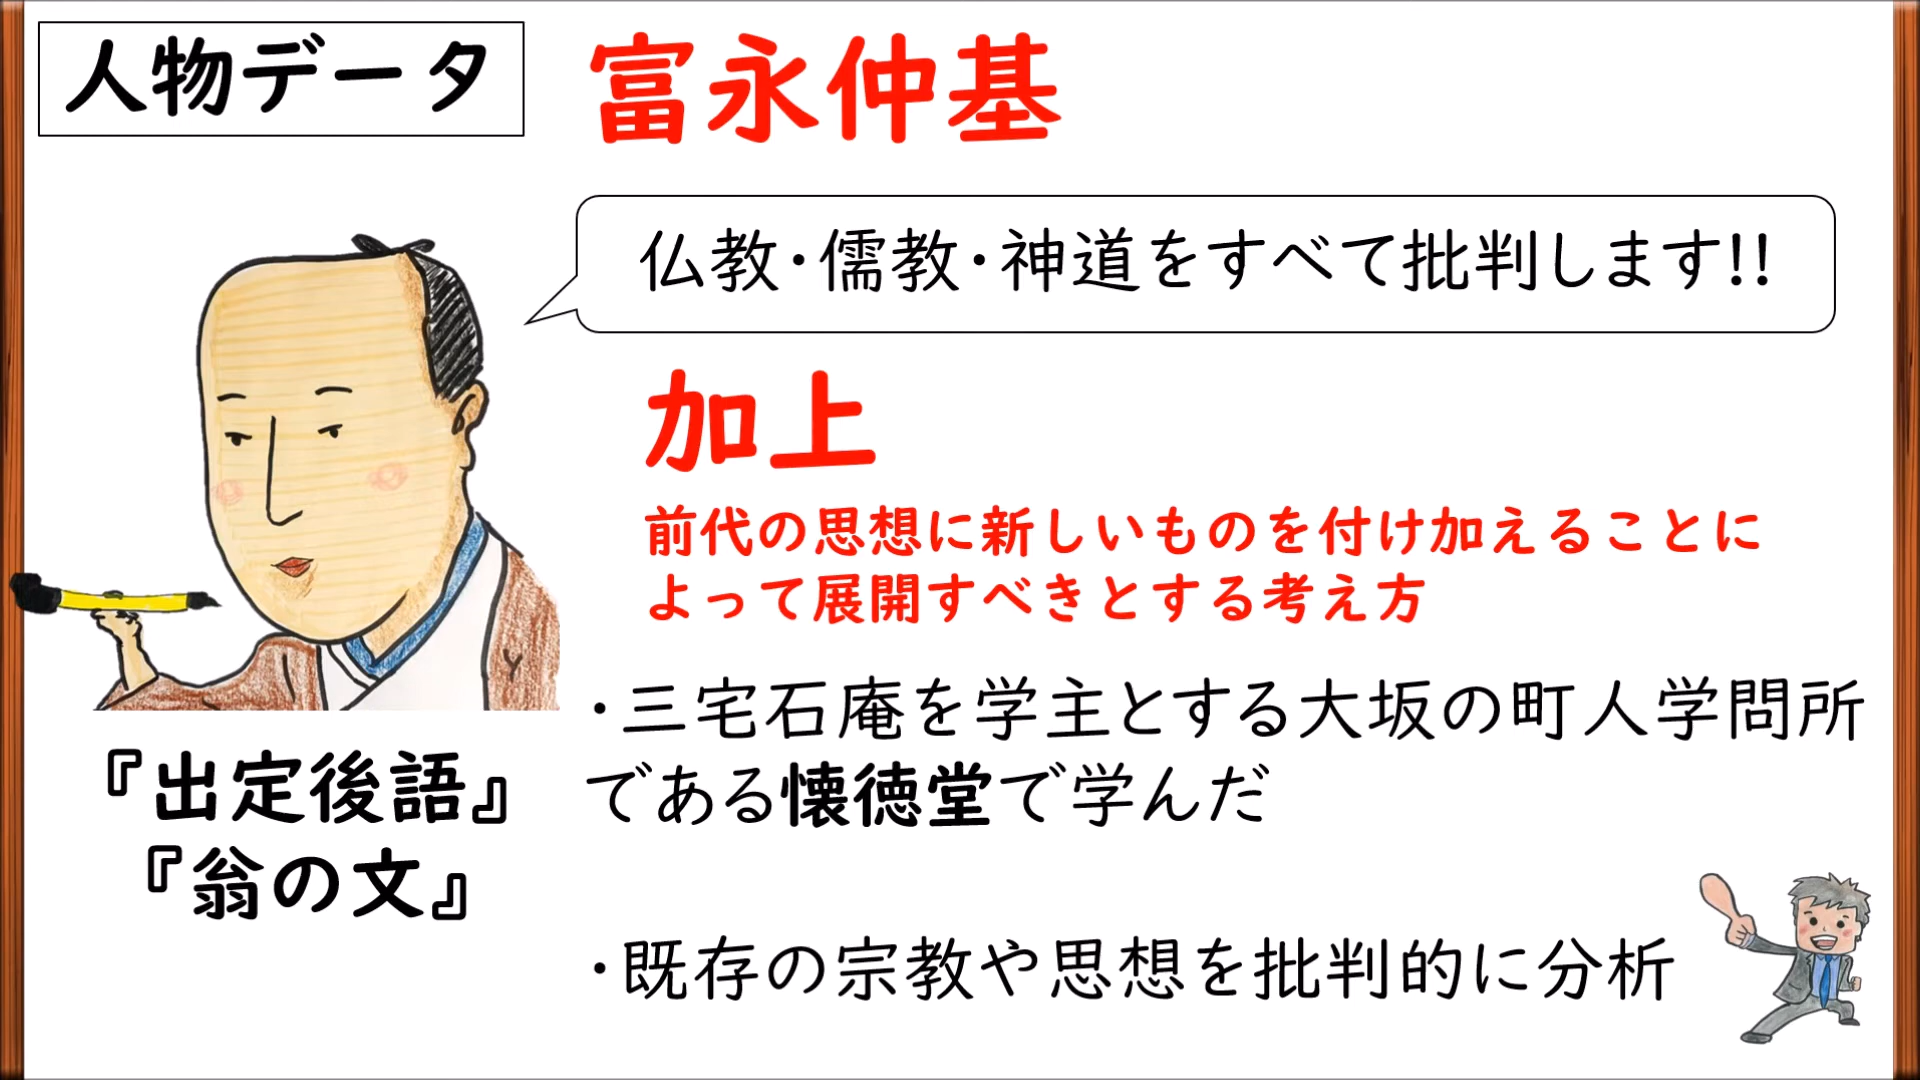 人物データ
富永仲基
仏教・儒教・神道をすべて批判します!!
加上
前代の思想に新しいものを付け加えることに
よって展開すべきとする考え方
・三宅石庵を学主とする大坂の町人学問所
である懐徳堂で学んだ
『出定後語』
『翁の文』
・既存の宗教や思想を批判的に分析